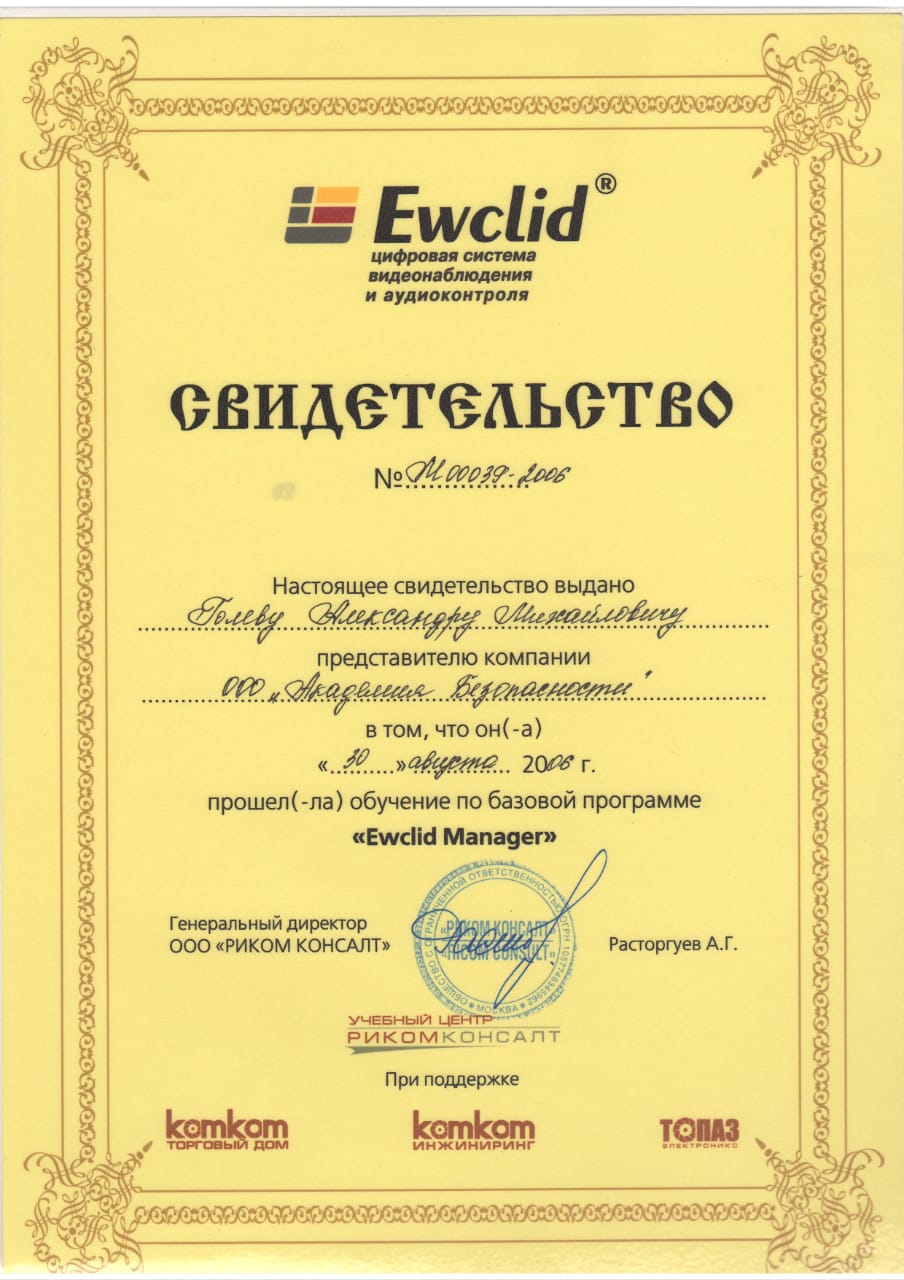 Ewclid®
цифровая система
видеонаблюдения
и аудиоконтроля
СВИДЕТЕЛЬСТВО
№ М00039-2006
Настоящее свидетельство выдано
Голеву Александру Михайловичу
представителю компании
ООО „Академия Безопасности"
в том, что он(-а)
«30» августа 2006 г.
прошел(-ла) обучение по базовой программе
«Ewclid Manager»
Генеральный директор
ООО «РИКОМ КОНСАЛТ»
ОБЩЕСТВО С ОГРАНИЧЕННОЙ ОТВЕТСТВЕННОСТЬЮ ОГРН
* МОСКВА *
«РИКОМ КОНСАЛТ»
«RICOM CONSULT»
Расторгуев А.Г.
УЧЕБНЫЙ ЦЕНТР
РИКОМКОНСАЛТ
При поддержке
komkom
ТОРГОВЫЙ ДОМ
komkom
ИНЖИНИРИНГ
ТОПАЗ
ЭЛЕКТРОНИКС